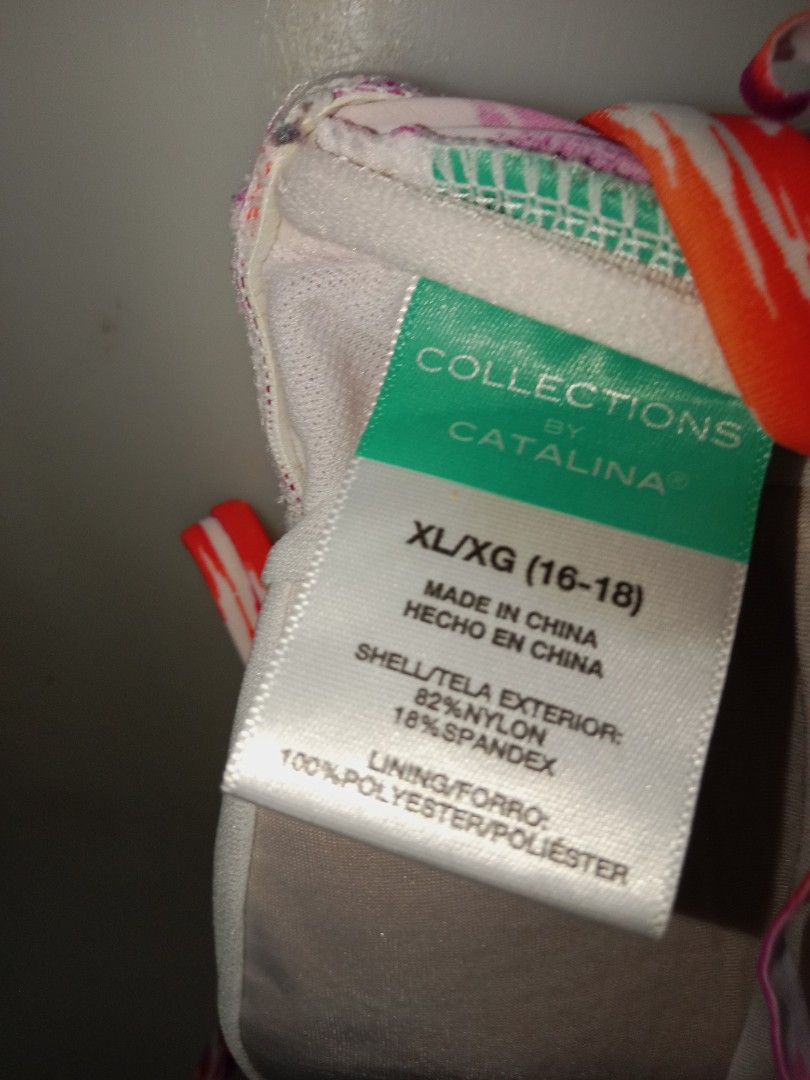 COLLECTIONS
BY
CATALINA®
XL/XG (16-18)
MADE IN CHINA
HECHO EN CHINA
SHELL/TELA EXTERIOR:
82%NYLON
18%SPANDEX
LINING/FORRO:
100%POLYESTER/POLIÉSTER